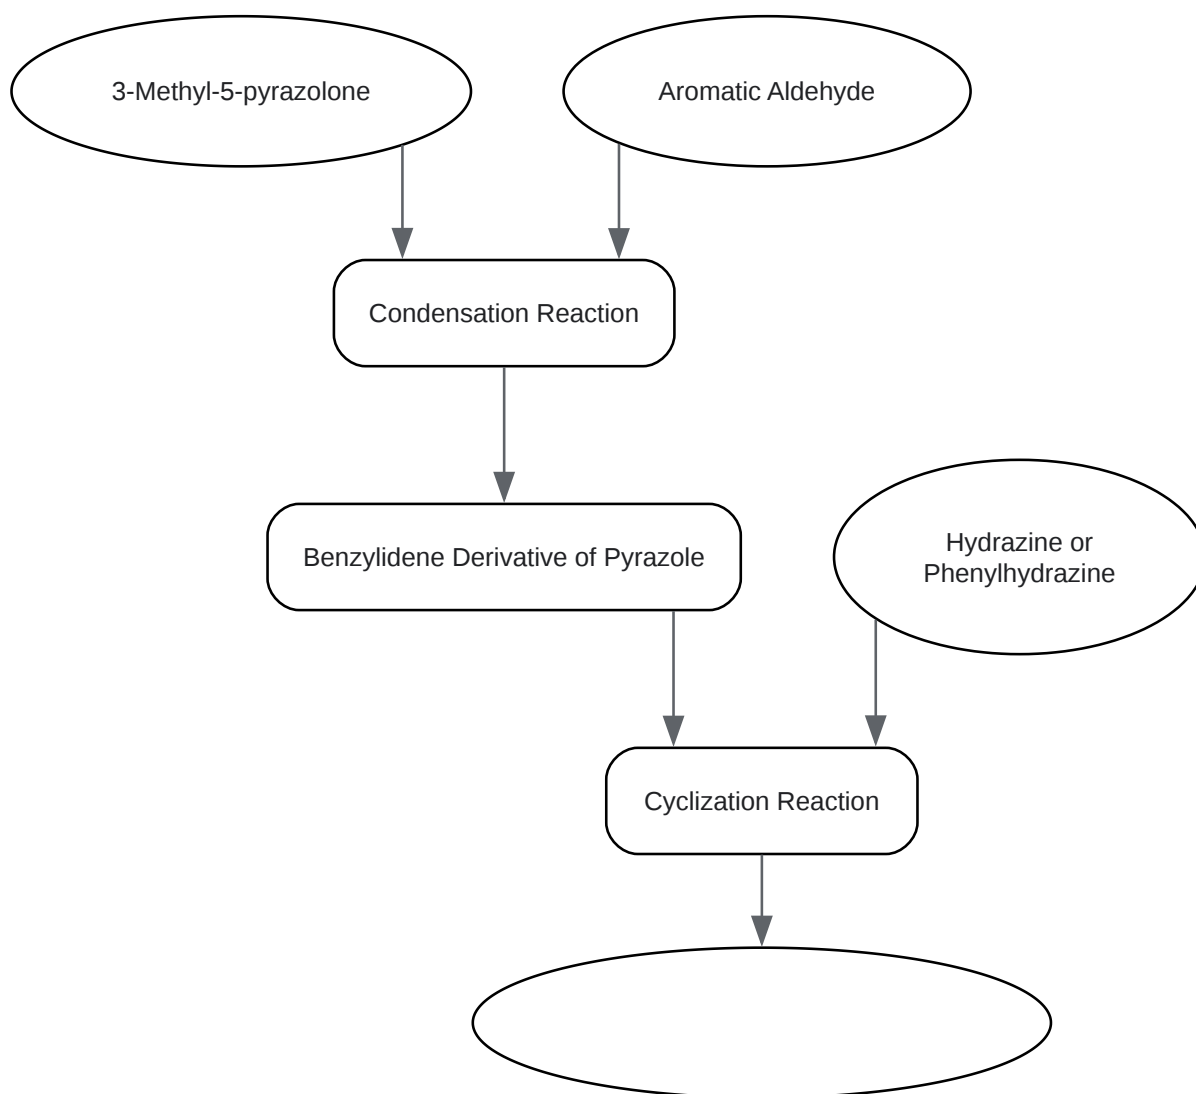 3-Methyl-5-pyrazolone
Aromatic Aldehyde
Condensation Reaction
Benzylidene Derivative of Pyrazole
Hydrazine or
Phenylhydrazine
Cyclization Reaction